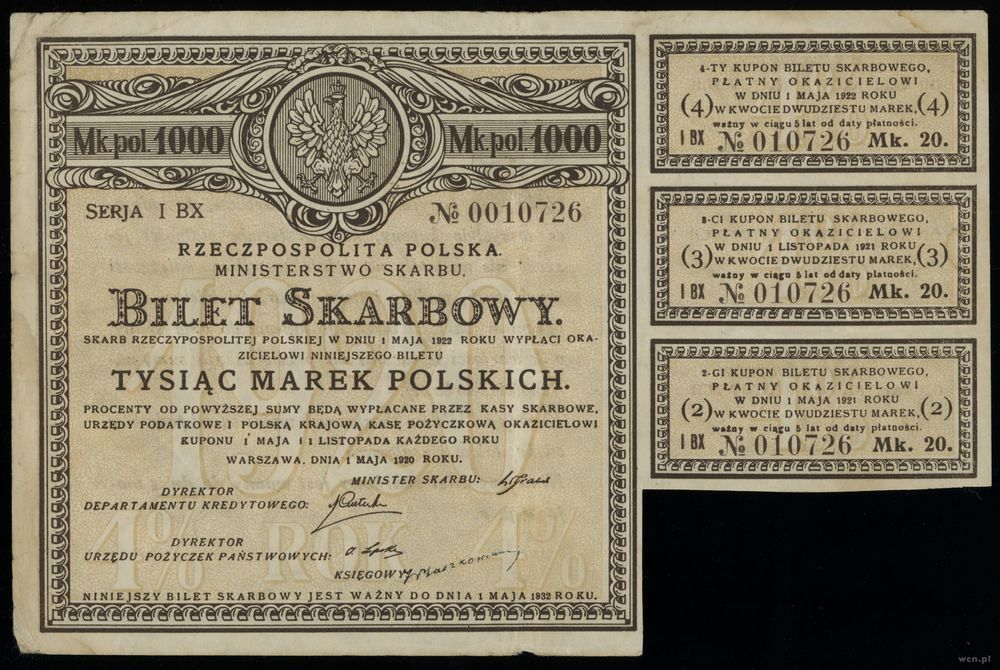 Mk.pol.1000
Mk.pol.1000
SERJA I BX
№ 0010726
RZECZPOSPOLITA POLSKA.
MINISTERSTWO SKARBU.
BILET SKARBOWY.
SKARB RZECZYPOSPOLITEJ POLSKIEJ W DNIU 1 MAJA 1922 ROKU WYPŁACI OKA-
ZICIELOWI NINIEJSZEGO BILETU
TYSIĄC MAREK POLSKICH.
PROCENTY OD POWYŻSZEJ SUMY BĘDĄ WYPŁACANE PRZEZ KASY SKARBOWE,
URZĘDY PODATKOWE I POLSKĄ KRAJOWĄ KASĘ POŻYCZKOWĄ OKAZICIELOWI
KUPONU 1 MAJA I 1 LISTOPADA KAŻDEGO ROKU
WARSZAWA, DNIA 1 MAJA 1920 ROKU.
MINISTER SKARBU:
DYREKTOR
DEPARTAMENTU KREDYTOWEGO:
DYREKTOR
URZĘDU POŻYCZEK PAŃSTWOWYCH:
KSIĘGOWY
NINIEJSZY BILET SKARBOWY JEST WAŻNY DO DNIA 1 MAJA 1932 ROKU.
1920
4% ROK 4%
4-TY KUPON BILETU SKARBOWEGO,
PŁATNY OKAZICIELOWI
W DNIU 1 MAJA 1922 ROKU
(4) W KWOCIE DWUDZIESTU MAREK, (4)
ważny w ciągu 5 lat od daty płatności.
I BX № 010726 Mk. 20.
3-CI KUPON BILETU SKARBOWEGO,
PŁATNY OKAZICIELOWI
W DNIU 1 LISTOPADA 1921 ROKU
(3) W KWOCIE DWUDZIESTU MAREK, (3)
ważny w ciągu 5 lat od daty płatności.
I BX № 010726 Mk. 20.
2-GI KUPON BILETU SKARBOWEGO,
PŁATNY OKAZICIELOWI
W DNIU 1 MAJA 1921 ROKU
(2) W KWOCIE DWUDZIESTU MAREK, (2)
ważny w ciągu 5 lat od daty płatności.
I BX № 010726 Mk. 20.
wcn.pl